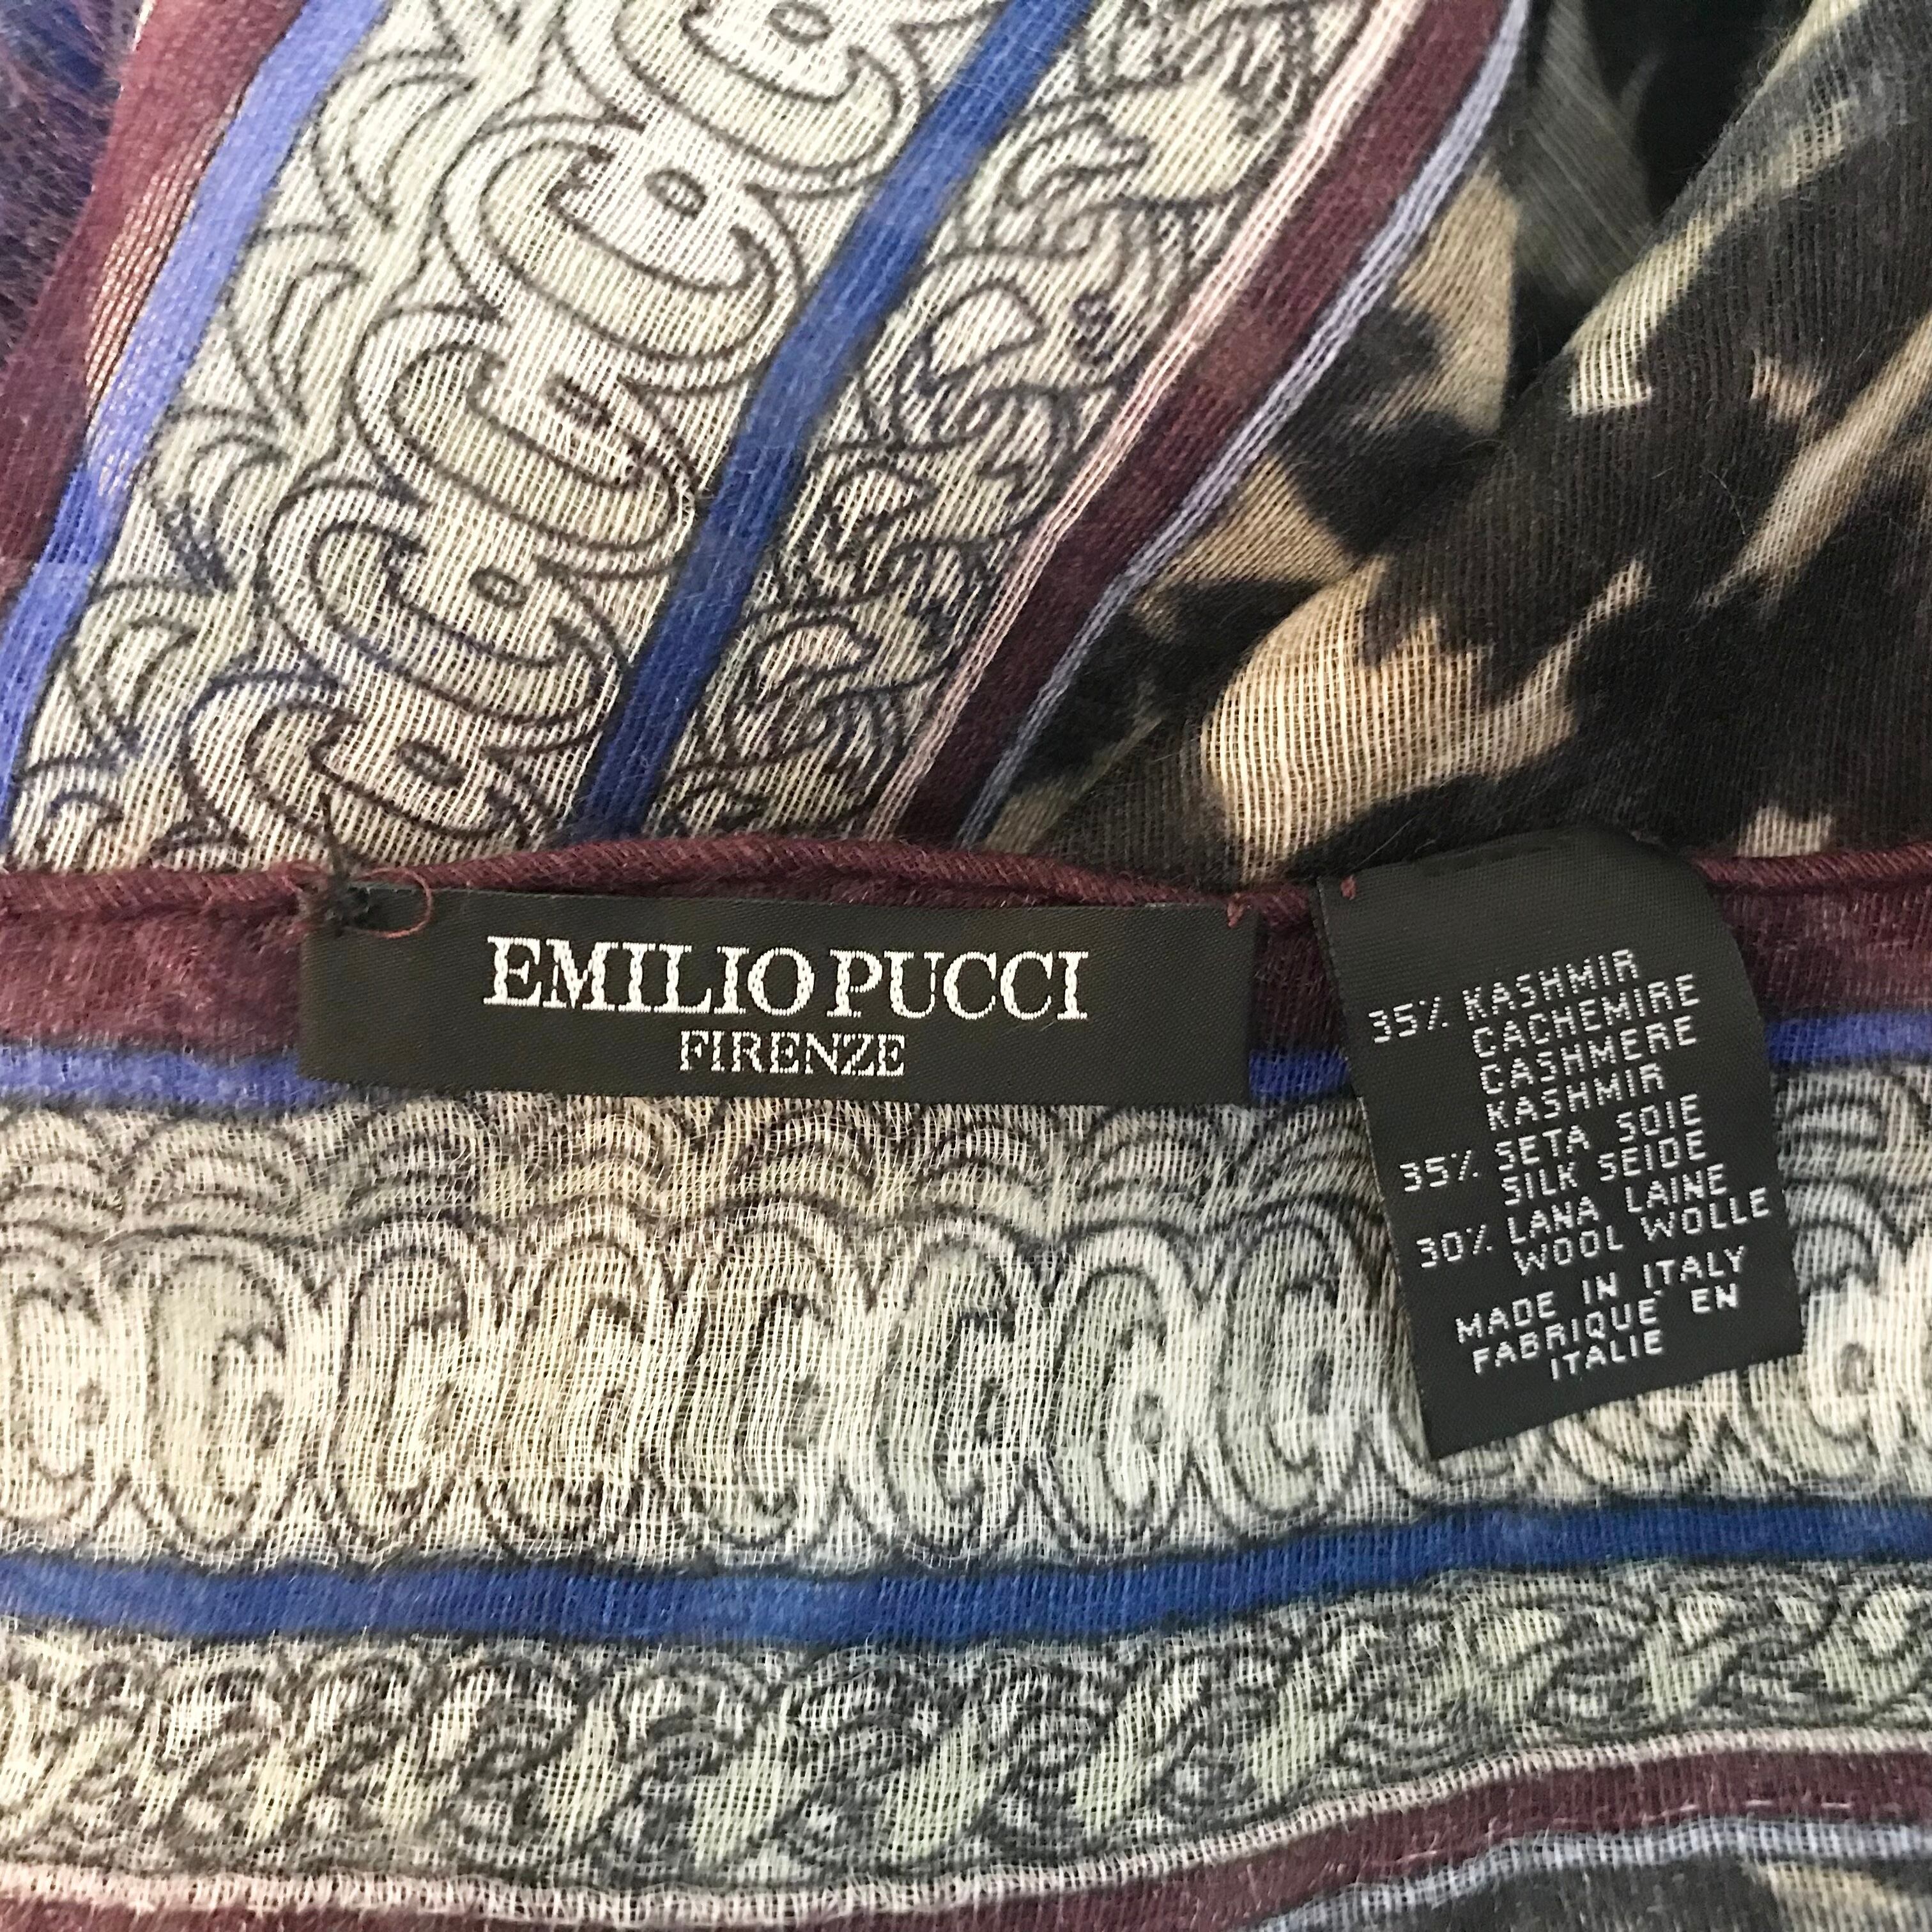 EMILIO PUCCI
FIRENZE
35% KASHMIR
CACHEMIRE
CASHMERE
KASHMIR
35% SETA SOIE
SILK SEIDE
30% LANA LAINE
WOOL WOLLE
MADE IN ITALY
FABRIQUE' EN
ITALIE